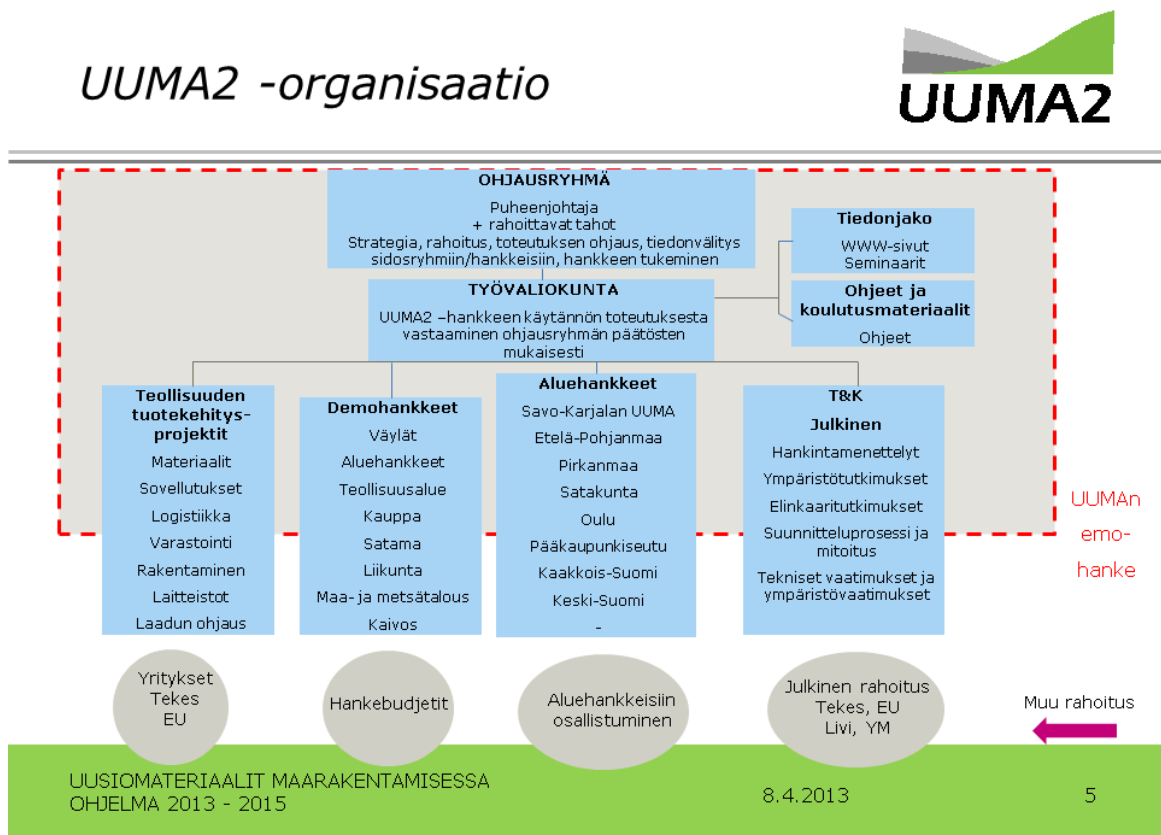 UUMA2 -organisaatio
UUMA2
OHJAUSRYHMÄ
Puheenjohtaja
+ rahoittavat tahot
Strategia, rahoitus, toteutuksen ohjaus, tiedonvälitys
sidosryhmiin/hankkeisiin, hankkeen tukeminen
Tiedonjako
WWW-sivut
Seminaarit
TYÖVALIOKUNTA
UUMA2 –hankkeen käytännön toteutuksesta
vastaaminen ohjausryhmän päätösten
mukaisesti
Ohjeet ja
koulutusmateriaalit
Ohjeet
Teollisuuden
tuotekehitys-
projektit
Materiaalit
Sovellutukset
Logistiikka
Varastointi
Rakentaminen
Laitteistot
Laadun ohjaus
Demohankkeet
Väylät
Aluehankkeet
Teollisuusalue
Kauppa
Satama
Liikunta
Maa- ja metsätalous
Kaivos
Aluehankkeet
Savo-Karjalan UUMA
Etelä-Pohjanmaa
Pirkanmaa
Satakunta
Oulu
Pääkaupunkiseutu
Kaakkois-Suomi
Keski-Suomi
-
T&K
Julkinen
Hankintamenettelyt
Ympäristötutkimukset
Elinkaaritutkimukset
Suunnitteluprosessi ja
mitoitus
Tekniset vaatimukset ja
ympäristövaatimukset
UUMAn
emo-
hanke
Yritykset
Tekes
EU
Hankebudjetit
Aluehankkeisiin
osallistuminen
Julkinen rahoitus
Tekes, EU
Livi, YM
Muu rahoitus
UUSIOMATERIAALIT MAARAKENTAMISESSA
OHJELMA 2013 - 2015
8.4.2013
5